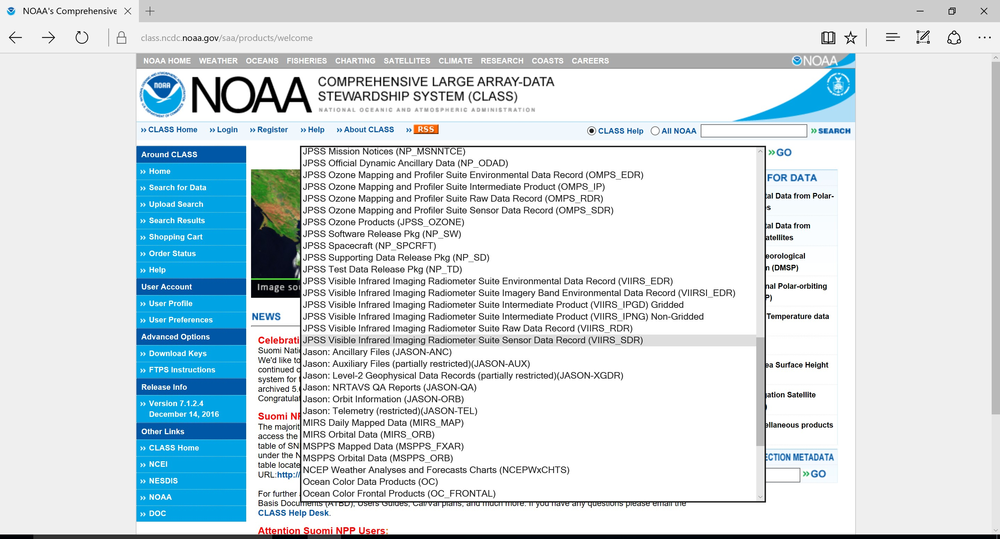 NOAA's Comprehensive
class.ncdc.noaa.gov/saa/products/welcome
NOAA HOME WEATHER OCEANS FISHERIES CHARTING SATELLITES CLIMATE RESEARCH COASTS CAREERS
NOAA
NOAA
NOAA
COMPREHENSIVE LARGE ARRAY-DATA
STEWARDSHIP SYSTEM (CLASS)
NATIONAL OCEANIC AND ATMOSPHERIC ADMINISTRATION
» CLASS Home » Login » Register » Help » About CLASS » RSS
CLASS Help All NOAA » SEARCH
Around CLASS
» Home
» Search for Data
» Upload Search
» Search Results
» Shopping Cart
» Order Status
» Help
User Account
» User Profile
» User Preferences
Advanced Options
» Download Keys
» FTPS Instructions
Release Info
» Version 7.1.2.4
December 14, 2016
Other Links
» CLASS Home
» NCEI
» NESDIS
» NOAA
» DOC
JPSS Mission Notices (NP_MSNNTCE)
JPSS Official Dynamic Ancillary Data (NP_ODAD)
JPSS Ozone Mapping and Profiler Suite Environmental Data Record (OMPS_EDR)
JPSS Ozone Mapping and Profiler Suite Intermediate Product (OMPS_IP)
JPSS Ozone Mapping and Profiler Suite Raw Data Record (OMPS_RDR)
JPSS Ozone Mapping and Profiler Suite Sensor Data Record (OMPS_SDR)
JPSS Ozone Products (JPSS_OZONE)
JPSS Software Release Pkg (NP_SW)
JPSS Spacecraft (NP_SPCRFT)
JPSS Supporting Data Release Pkg (NP_SD)
JPSS Test Data Release Pkg (NP_TD)
JPSS Visible Infrared Imaging Radiometer Suite Environmental Data Record (VIIRS_EDR)
JPSS Visible Infrared Imaging Radiometer Suite Imagery Band Environmental Data Record (VIIRSI_EDR)
JPSS Visible Infrared Imaging Radiometer Suite Intermediate Product (VIIRS_IPGD) Gridded
JPSS Visible Infrared Imaging Radiometer Suite Intermediate Product (VIIRS_IPNG) Non-Gridded
JPSS Visible Infrared Imaging Radiometer Suite Raw Data Record (VIIRS_RDR)
JPSS Visible Infrared Imaging Radiometer Suite Sensor Data Record (VIIRS_SDR)
Jason: Ancillary Files (JASON-ANC)
Jason: Auxiliary Files (partially restricted)(JASON-AUX)
Jason: Level-2 Geophysical Data Records (partially restricted)(JASON-XGDR)
Jason: NRTAVS QA Reports (JASON-QA)
Jason: Orbit Information (JASON-ORB)
Jason: Telemetry (restricted)(JASON-TEL)
MIRS Daily Mapped Data (MIRS_MAP)
MIRS Orbital Data (MIRS_ORB)
MSPPS Mapped Data (MSPPS_FXAR)
MSPPS Orbital Data (MSPPS_ORB)
NCEP Weather Analyses and Forecasts Charts (NCEPWxCHTS)
Ocean Color Data Products (OC)
Ocean Color Frontal Products (OC_FRONTAL)
Image
NEWS
Celebrati
Suomi Nati
We'd like to
continued
system for
archived 5.
Congratulat
Suomi NP
The majorit
access the
table of SN
under the N
table locate
URL:http://
For further
Basis Documents (ATBD), Users Guides, Cal/Val plans, and much more. If you have any questions please email the
CLASS Help Desk.
Attention Suomi NPP Users:
» GO
FOR DATA
tal Data from Polar-
s
tal Data from
atellites
eorological
(DMSP)
nal Polar-orbiting
P)
Temperature data
ea Surface Height
ation Satellite
)
ellaneous products
ECTION METADATA
» GO